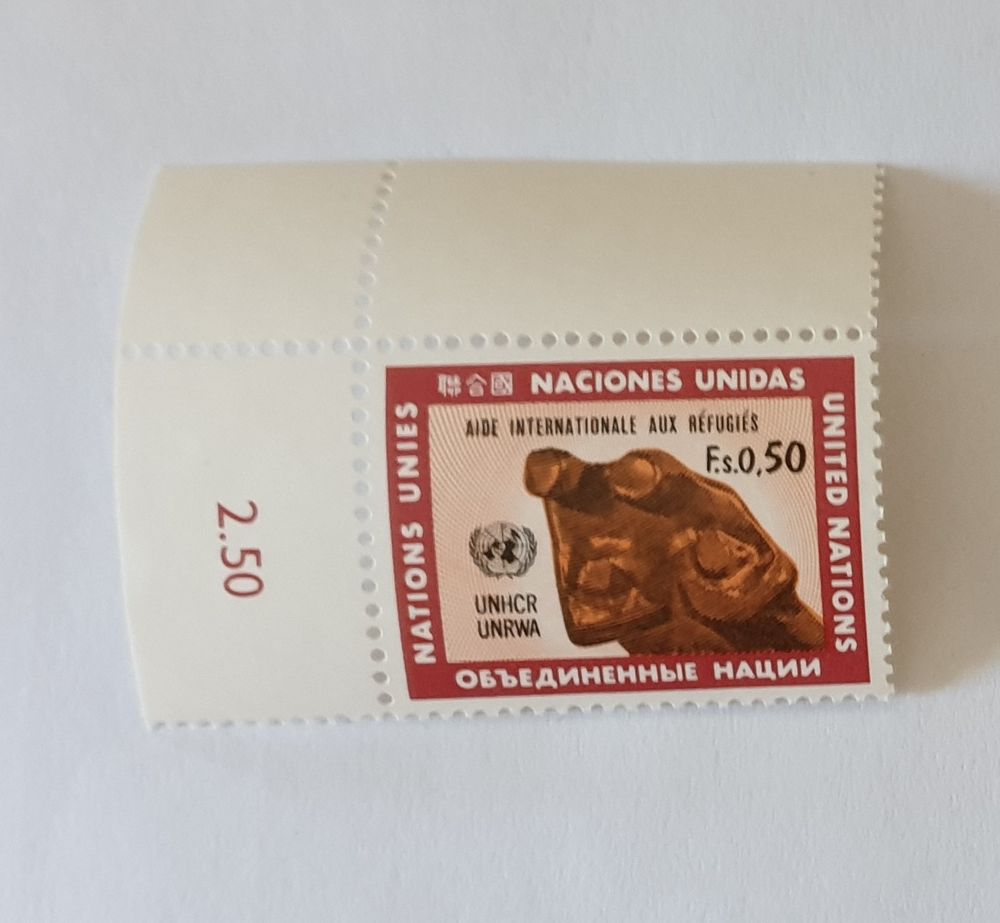 聯合國 NACIONES UNIDAS
NATIONS UNIES
UNITED NATIONS
AIDE INTERNATIONALE AUX RÉFUGIÉS
F.s.0,50
UNHCR
UNRWA
ОБЪЕДИНЕННЫЕ НАЦИИ
2.50